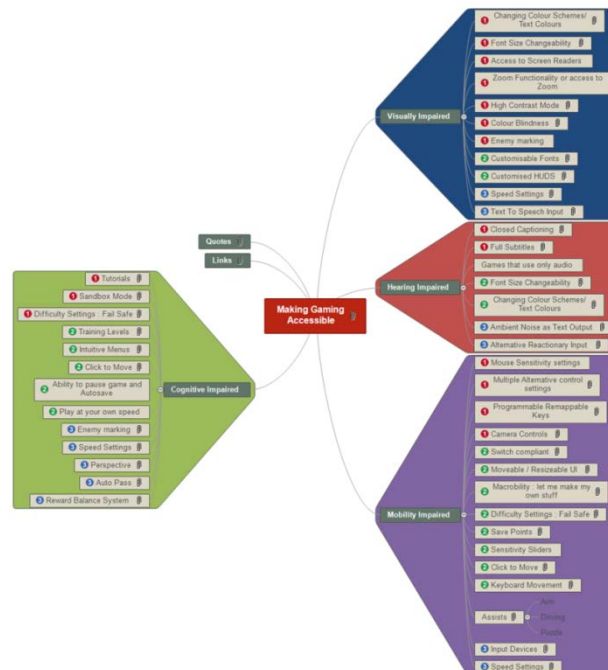 Making Gaming
Accessible
Quotes
Links
Visually Impaired
1 Changing Colour Schemes/
Text Colours
1 Font Size Changeability
1 Access to Screen Readers
1 Zoom Functionality or access to
Zoom
1 High Contrast Mode
1 Colour Blindness
1 Enemy marking
2 Customisable Fonts
2 Customised HUDS
3 Speed Settings
3 Text To Speech Input
Hearing Impaired
1 Closed Captioning
1 Full Subtitles
Games that use only audio
2 Font Size Changeability
2 Changing Colour Schemes/
Text Colours
3 Ambient Noise as Text Output
3 Alternative Reactionary Input
Mobility Impaired
1 Mouse Sensitivity settings
1 Multiple Alternative control
settings
1 Programmable Remappable
Keys
1 Camera Controls
2 Switch compliant
2 Moveable / Resizeable UI
2 Macrobility : let me make my
own stuff
2 Difficulty Settings : Fail Safe
2 Save Points
2 Sensitivity Sliders
2 Click to Move
2 Keyboard Movement
Assists
Aim
Driving
Puzzle
3 Input Devices
3 Speed Settings
Cognitive Impaired
1 Tutorials
1 Sandbox Mode
1 Difficulty Settings : Fail Safe
2 Training Levels
2 Intuitive Menus
2 Click to Move
2 Ability to pause game and
Autosave
2 Play at your own speed
3 Enemy marking
3 Speed Settings
3 Perspective
3 Auto Pass
3 Reward Balance System